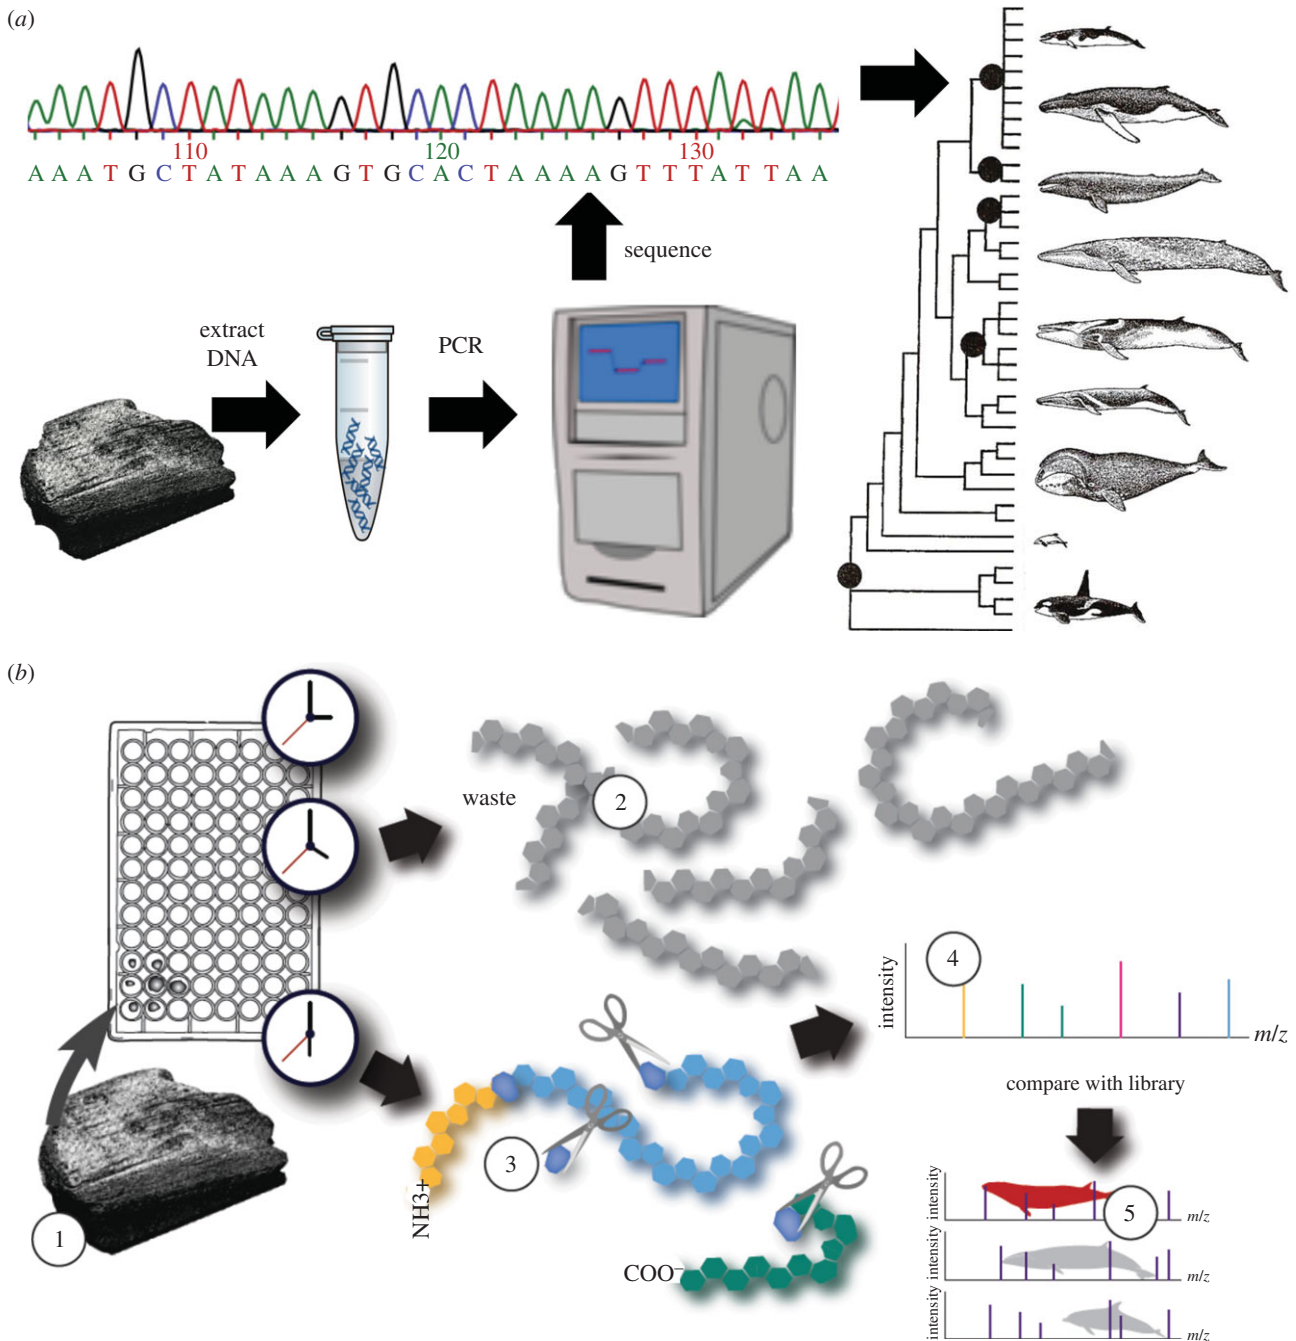 (a)
110 120 130
A A A T G C T A T A A A G T G C A C T A A A A G T T T A T T A A
sequence
extract
DNA
PCR
(b)
waste
2
4
intensity
m/z
compare with library
3
NH3+
1
COO−
intensity
5
m/z
intensity
m/z
intensity
m/z